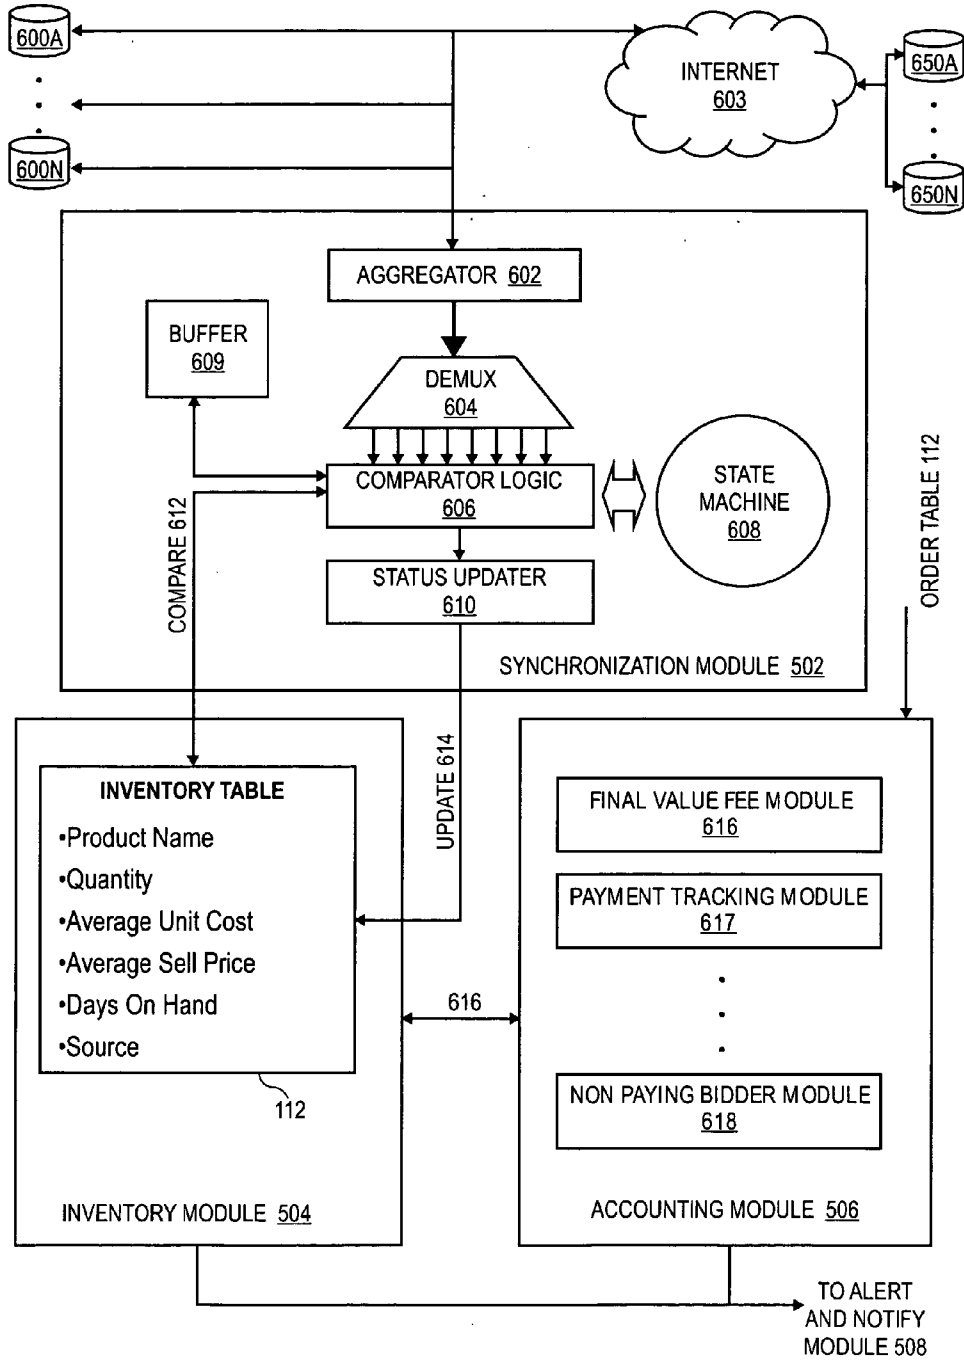 600A
600N
INTERNET
603
650A
650N
AGGREGATOR 602
BUFFER
609
DEMUX
604
COMPARATOR LOGIC
606
STATE
MACHINE
608
STATUS UPDATER
610
COMPARE 612
ORDER TABLE 112
SYNCHRONIZATION MODULE 502
UPDATE 614
INVENTORY TABLE
•Product Name
•Quantity
•Average Unit Cost
•Average Sell Price
•Days On Hand
•Source
112
INVENTORY MODULE 504
616
FINAL VALUE FEE MODULE
616
PAYMENT TRACKING MODULE
617
NON PAYING BIDDER MODULE
618
ACCOUNTING MODULE 506
TO ALERT
AND NOTIFY
MODULE 508